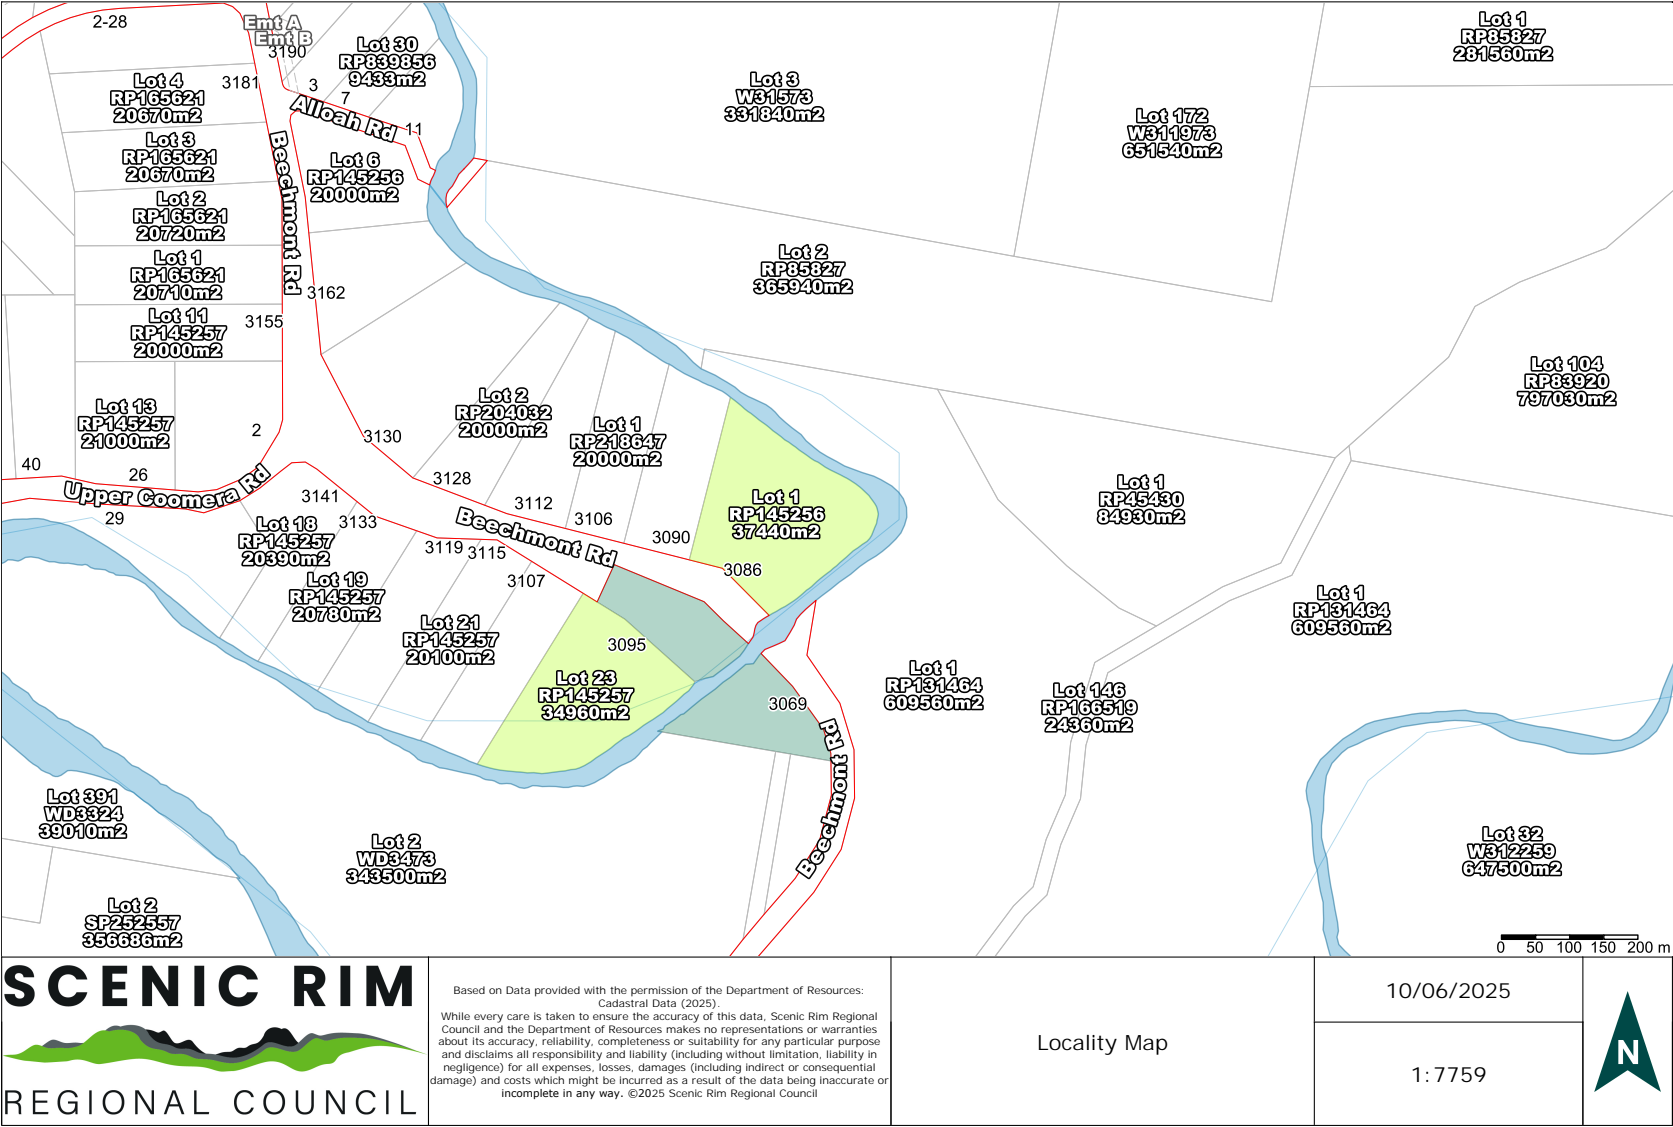 2-28
Emt A
Emt B
3190
Lot 30
RP839856
9433m2
Lot 1
RP85827
281560m2
Lot 4
RP165621
20670m2
3181
3
7
Alloah Rd
11
Lot 3
W31573
331840m2
Lot 172
W311973
651540m2
Lot 3
RP165621
20670m2
Beechmont Rd
Lot 6
RP145256
20000m2
Lot 2
RP165621
20720m2
Lot 1
RP165621
20710m2
3162
Lot 2
RP85827
365940m2
Lot 11
RP145257
20000m2
3155
Lot 13
RP145257
21000m2
2
3130
Lot 2
RP204032
20000m2
Lot 1
RP218647
20000m2
Lot 104
RP83920
797030m2
40
26
Upper Coomera Rd
29
3141
3133
3128
3112
3106
3090
Beechmont Rd
Lot 1
RP145256
37440m2
3086
Lot 1
RP45430
84930m2
Lot 18
RP145257
20390m2
3119
3115
3107
Lot 19
RP145257
20780m2
Lot 21
RP145257
20100m2
3095
Lot 23
RP145257
34960m2
3069
Beechmont Rd
Rd
Lot 1
RP131464
609560m2
Lot 1
RP131464
609560m2
Lot 146
RP166519
24360m2
Lot 391
WD3324
39010m2
Lot 2
WD3473
343500m2
Lot 32
W312259
647500m2
Lot 2
SP252557
356686m2
0 50 100 150 200 m
SCENIC RIM
REGIONAL COUNCIL
Based on Data provided with the permission of the Department of Resources:
Cadastral Data (2025).
While every care is taken to ensure the accuracy of this data, Scenic Rim Regional
Council and the Department of Resources makes no representations or warranties
about its accuracy, reliability, completeness or suitability for any particular purpose
and disclaims all responsibility and liability (including without limitation, liability in
negligence) for all expenses, losses, damages (including indirect or consequential
damage) and costs which might be incurred as a result of the data being inaccurate or
incomplete in any way. ©2025 Scenic Rim Regional Council
Locality Map
10/06/2025
1:7759
N